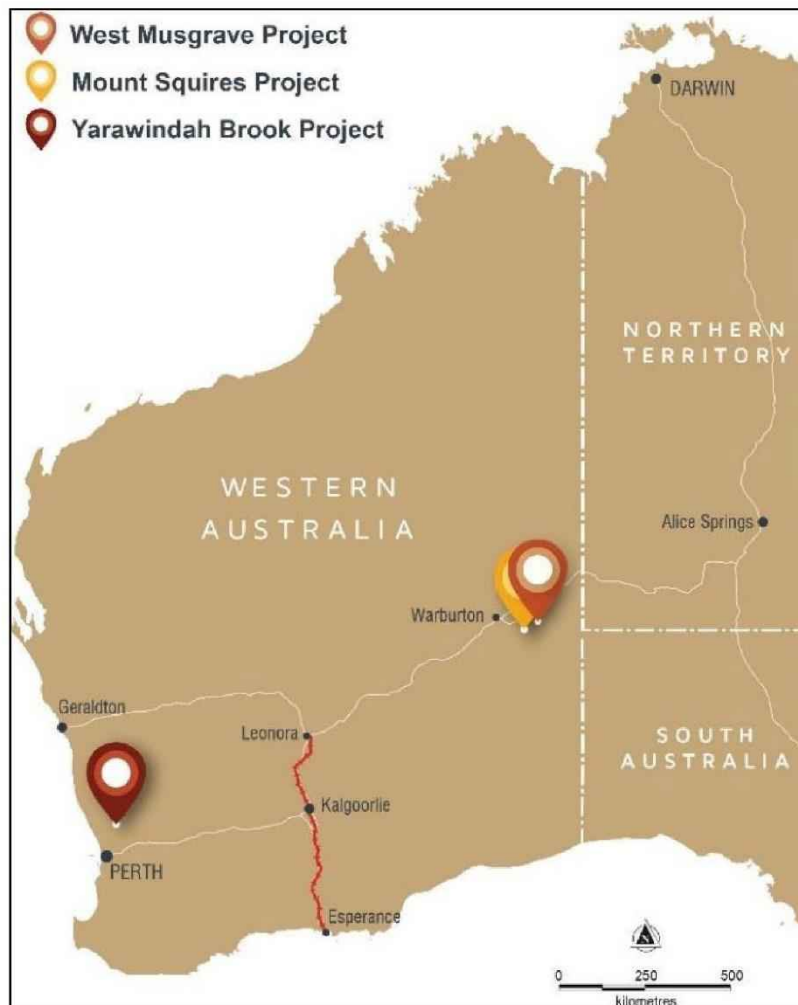 West Musgrave Project
Mount Squires Project
Yarawindah Brook Project
DARWIN
NORTHERN
TERRITORY
WESTERN
AUSTRALIA
Alice Springs
Warburton
Geraldton
Leonora
SOUTH
AUSTRALIA
Kalgoorlie
PERTH
Esperance
N
0 250 500
kilometres